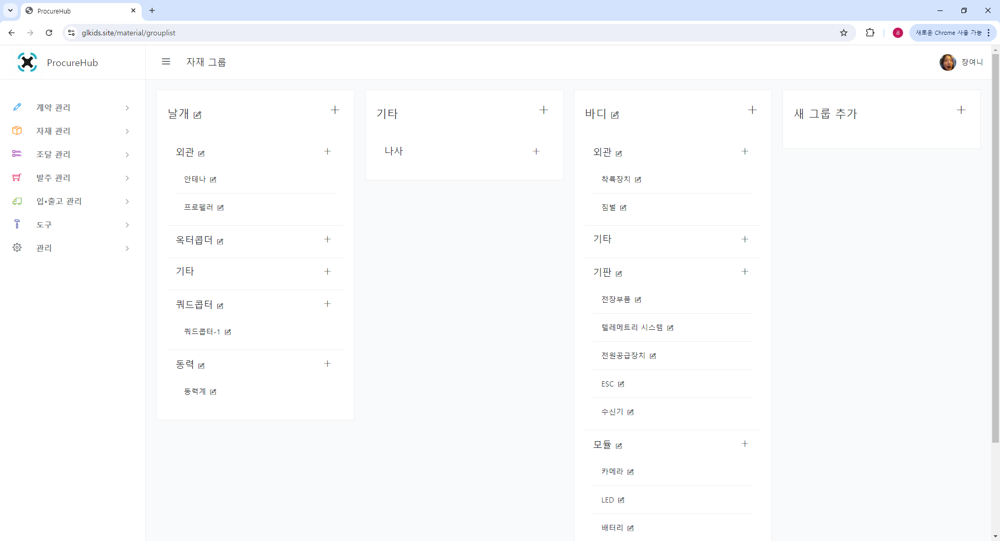 ProcureHub
glkids.site/material/grouplist
새로운 Chrome 사용 가능
ProcureHub
자재 그룹
장여니
계약 관리
자재 관리
조달 관리
발주 관리
입•출고 관리
도구
관리
날개
외관
안테나
프로펠러
옥터콥더
기타
쿼드콥터
쿼드콥터-1
동력
동력계
기타
나사
바디
외관
착륙장치
짐벌
기타
기판
전장부품
텔레메트리 시스템
전원공급장치
ESC
수신기
모듈
카메라
LED
배터리
새 그룹 추가